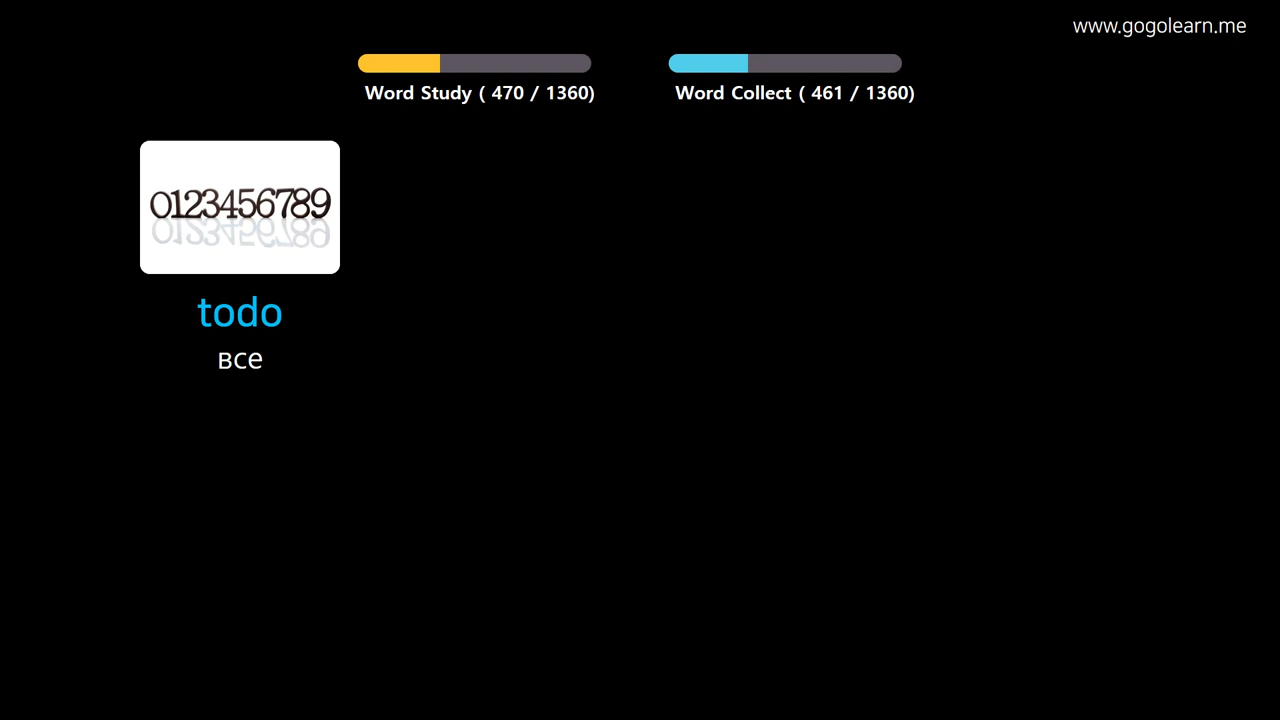 www.gogolearn.me
Word Study ( 470 / 1360)
Word Collect ( 461 / 1360)
0123456789
todo
все